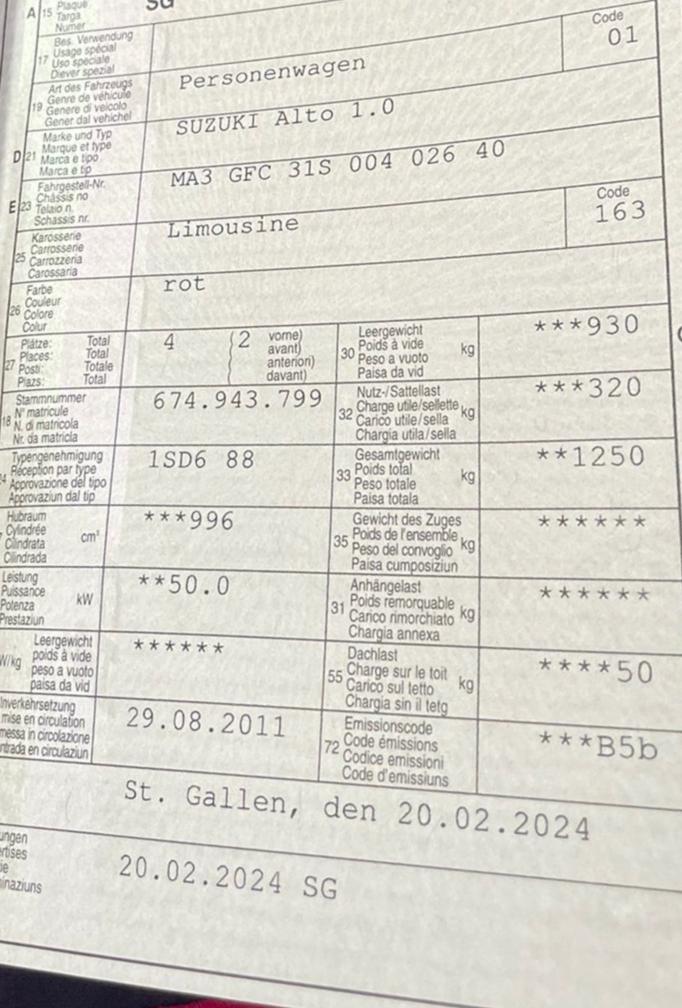 A 15 Plaque SG
Targa
Numer
17 Bes. Verwendung
Usage spécial
Uso speciale
Diever spezial
19 Art des Fahrzeugs Personenwagen Code
Genre de véhicule 01
Genere di veicolo
Gener dal vehichel
D 21 Marke und Typ SUZUKI Alto 1.0
Marque et type
Marca e tipo
Marca e tip
E 23 Fahrgestell-Nr. MA3 GFC 31S 004 026 40
Châssis no
Telaio n.
Schassis nr.
25 Karosserie Limousine Code
Carrosserie 163
Carrozzeria
Carossaria
26 Farbe rot
Couleur
Colore
Colur
27 Plätze: Total 4 (2 vorne)
Places: Total avant)
Posti: Totale anteriori)
Plazs: Total davant)
30 Leergewicht kg ***930
Poids à vide
Peso a vuoto
Paisa da vid
18 Stammnummer 674.943.799
N° matricule
N. di matricola
Nr. da matricla
32 Nutz-/Sattellast kg ***320
Charge utile/sellette
Carico utile/sella
Chargia utila/sella
Typengenehmigung 1SD6 88
Réception par type
Approvazione del tipo
Approvaziun dal tip
33 Gesamtgewicht kg **1250
Poids total
Peso totale
Paisa totala
Hubraum cm³ ***996
Cylindrée
Cilindrata
Cilindrada
35 Gewicht des Zuges kg ******
Poids de l'ensemble
Peso del convoglio
Paisa cumposiziun
Leistung kW **50.0
Puissance
Potenza
Prestaziun
31 Anhängelast kg ******
Poids remorquable
Carico rimorchiato
Chargia annexa
W/kg Leergewicht ******
poids à vide
peso a vuoto
paisa da vid
55 Dachlast kg ****50
Charge sur le toit
Carico sul tetto
Chargia sin il tetg
Inverkehrsetzung 29.08.2011
mise en circulation
messa in circolazione
ntrada en circulaziun
72 Emissionscode ***B5b
Code émissions
Codice emissioni
Code d'emissiuns
St. Gallen, den 20.02.2024
20.02.2024 SG